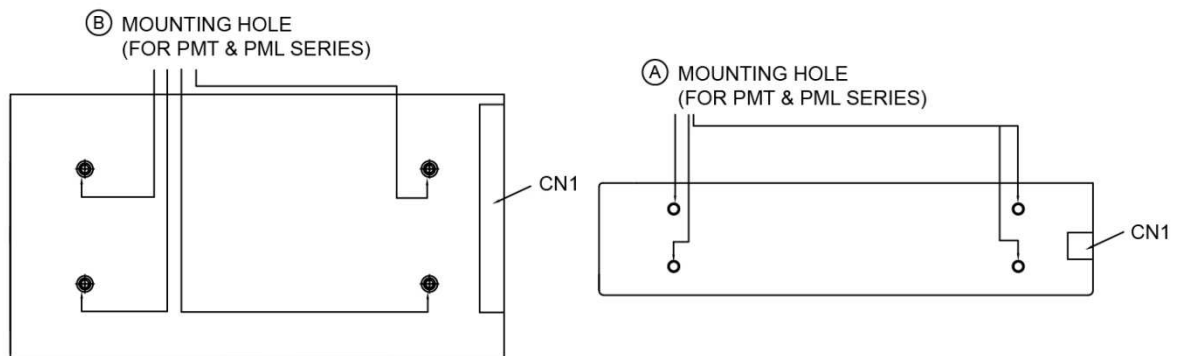 Ⓑ MOUNTING HOLE
(FOR PMT & PML SERIES)
CN1
Ⓐ MOUNTING HOLE
(FOR PMT & PML SERIES)
CN1